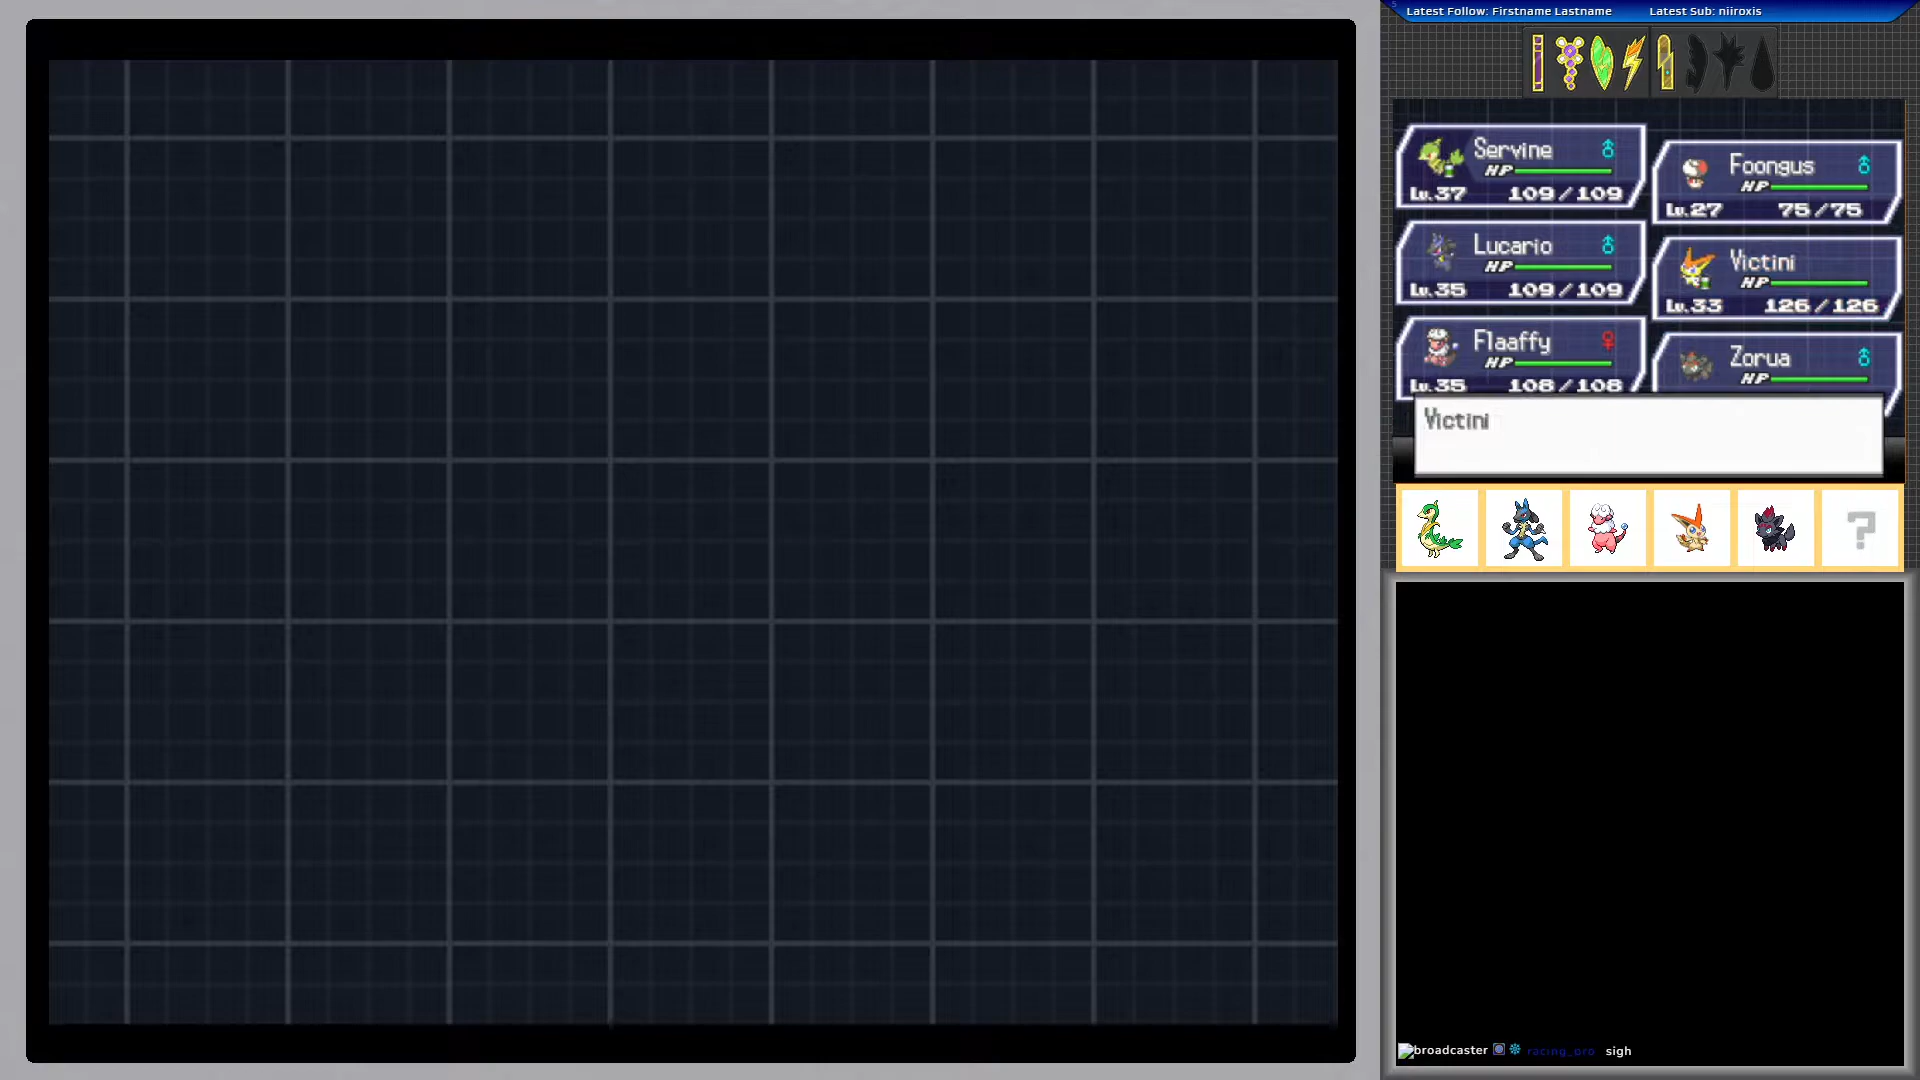 Latest Follow: Firstname Lastname Latest Sub: niiroxis
Servine ♂
HP
Lv.37 109/109
Foongus ♂
HP
Lv.27 75/75
Lucario ♂
HP
Lv.35 109/109
Victini
HP
Lv.33 126/126
Flaaffy ♀
HP
Lv.35 108/108
Zorua ♂
HP
Victini
?
broadcaster racing_pro sigh